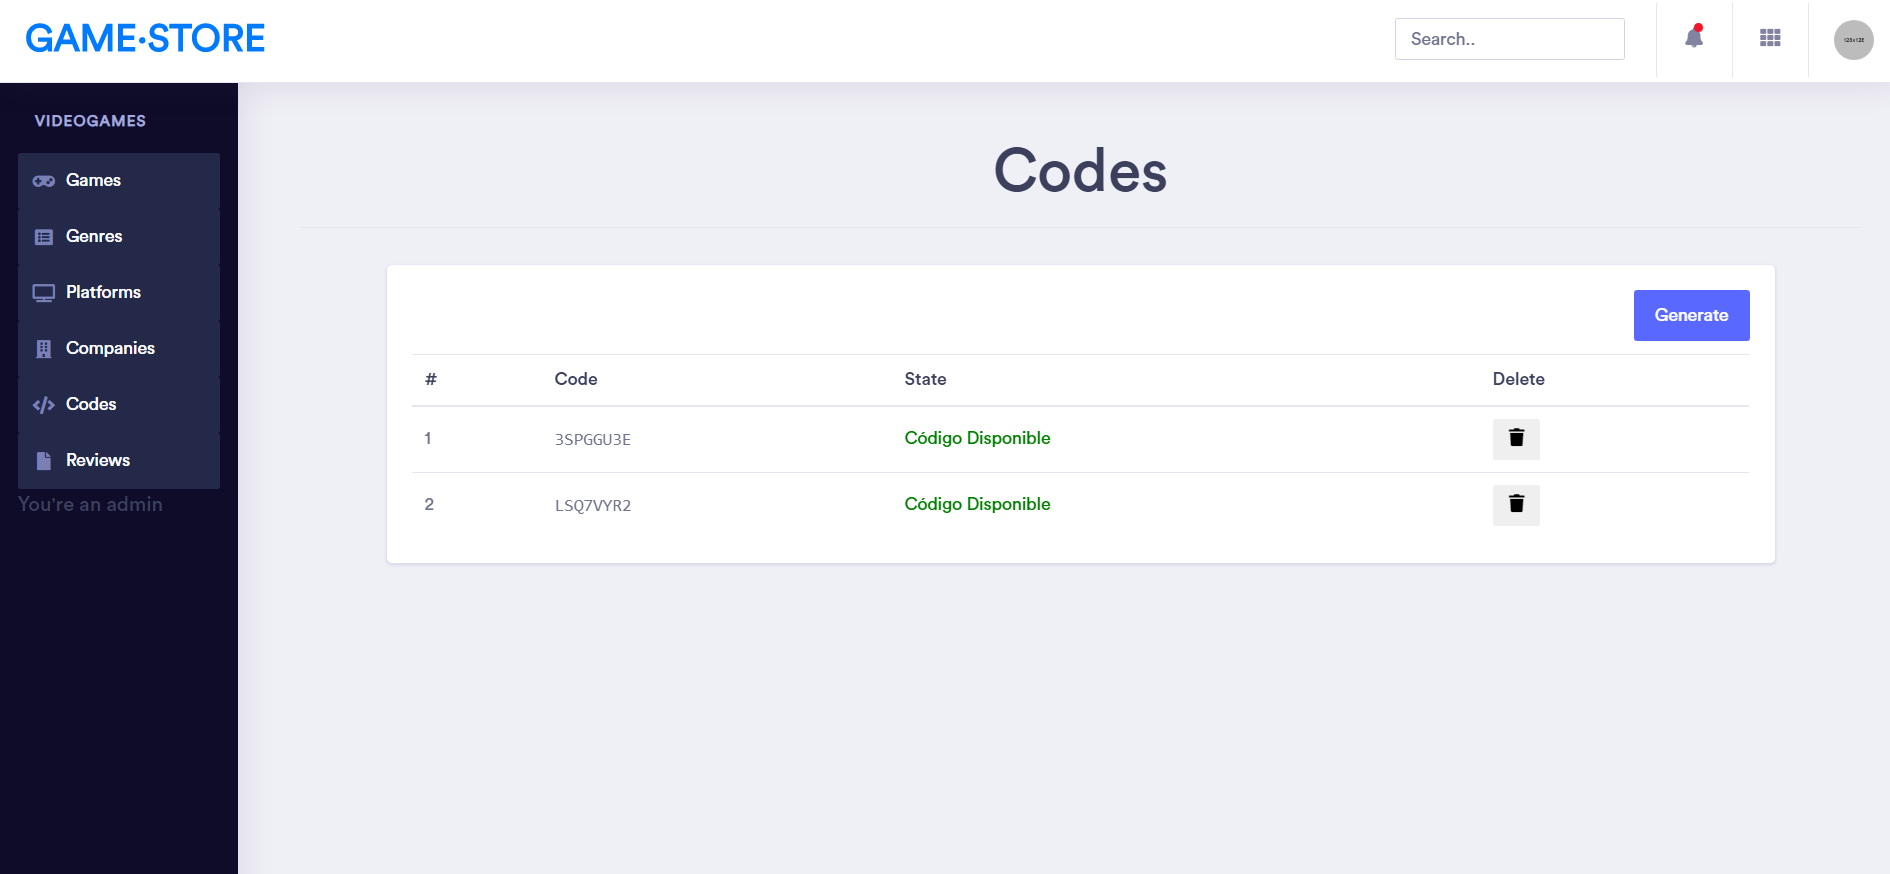 GAME·STORE
Search..
128x128
VIDEOGAMES
Games
Genres
Platforms
Companies
Codes
Reviews
You're an admin
Codes
Generate
# Code State Delete
1 3SPGGU3E Código Disponible
2 LSQ7VYR2 Código Disponible